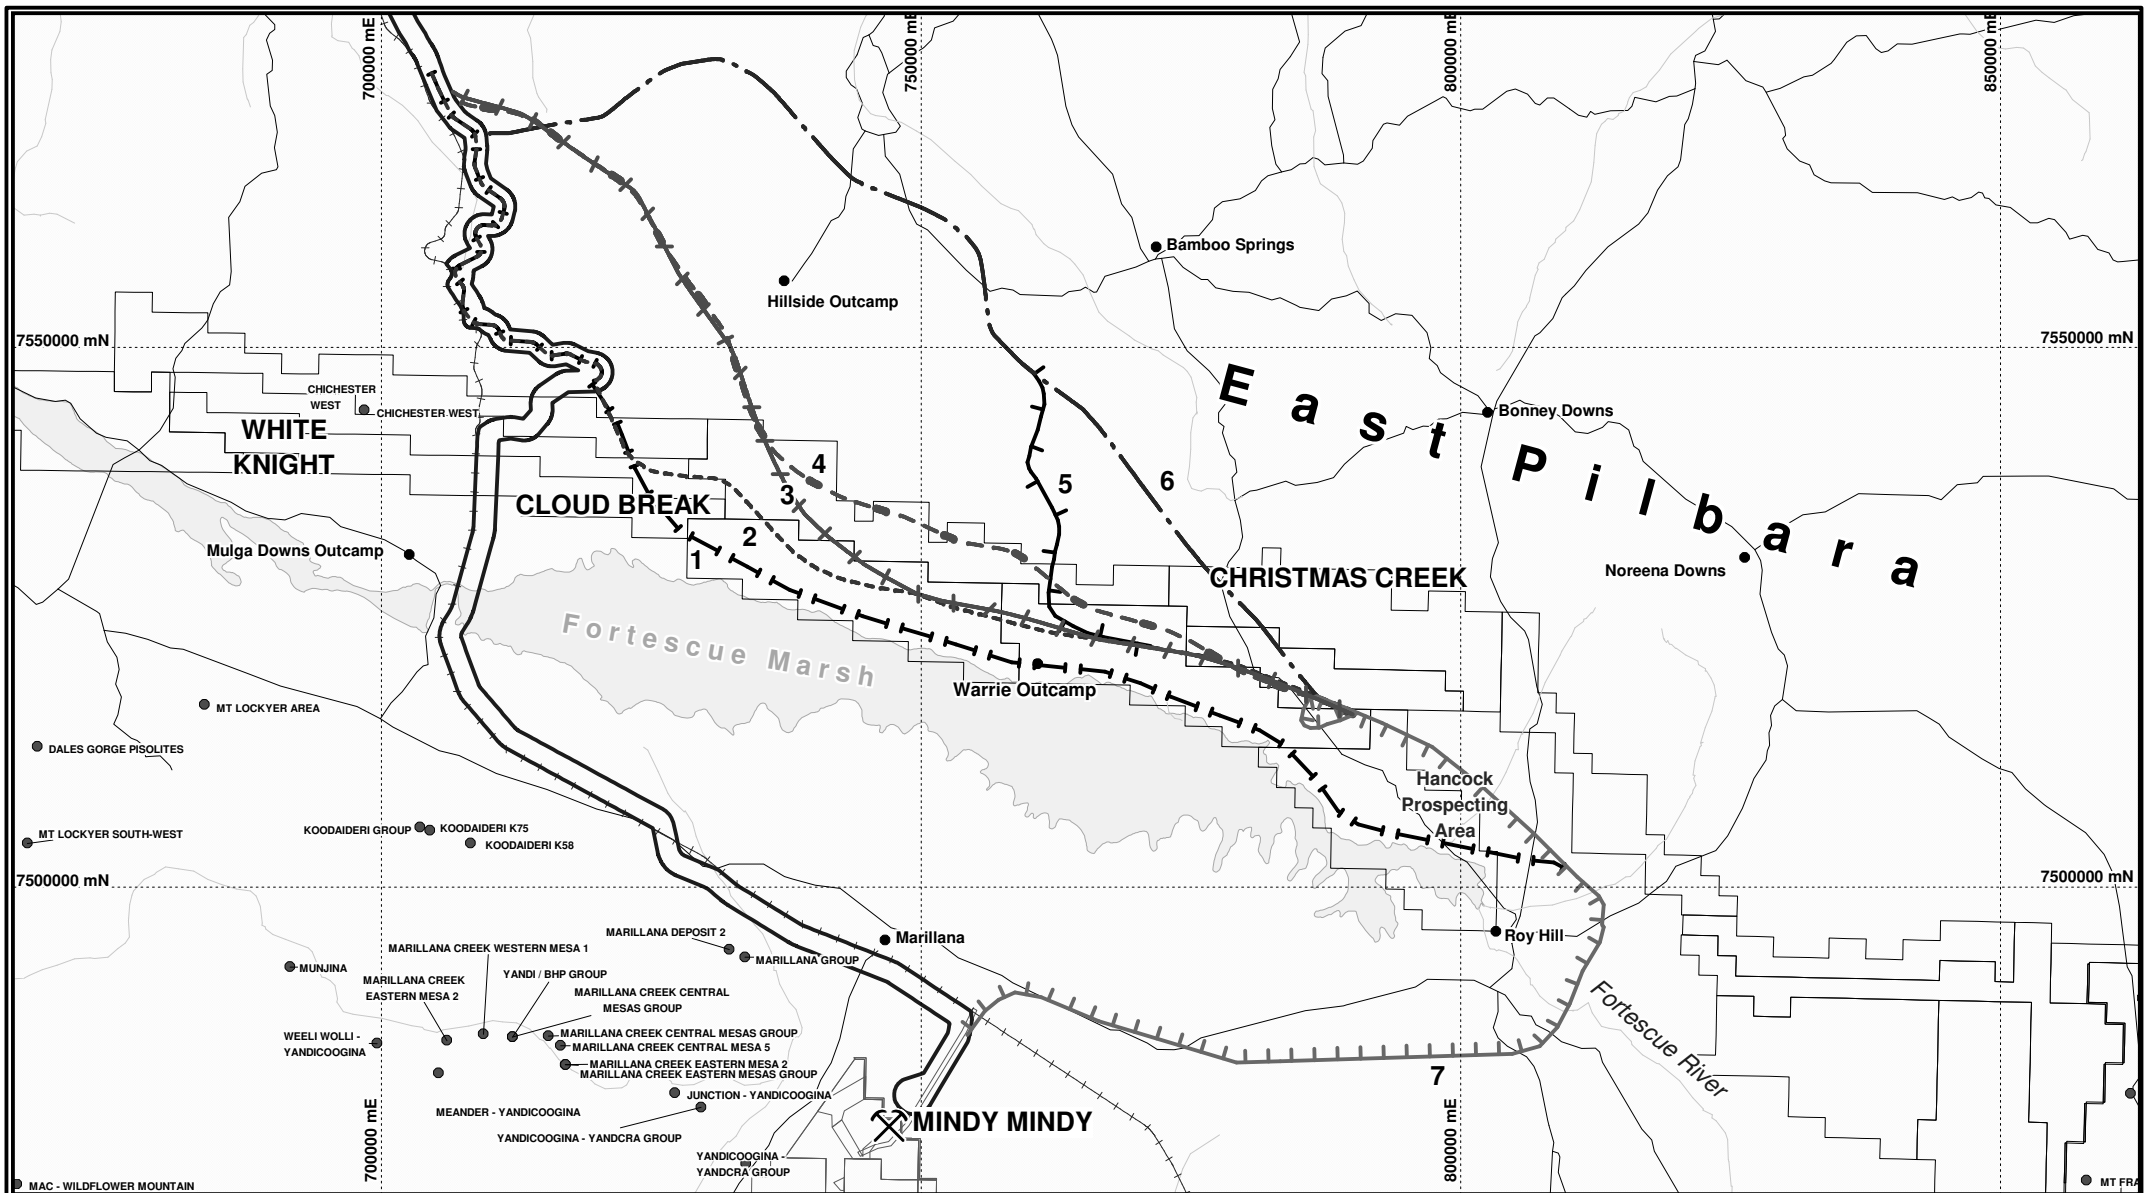 700000 mE
750000 mE
800000 mE
850000 mE
Bamboo Springs
Hillside Outcamp
7550000 mN
7550000 mN
East Pilbara
CHICHESTER
WEST
CHICHESTER WEST
WHITE
KNIGHT
Bonney Downs
4
3
5
6
CLOUD BREAK
2
1
Mulga Downs Outcamp
CHRISTMAS CREEK
Noreena Downs
Fortescue Marsh
Warrie Outcamp
MT LOCKYER AREA
DALES GORGE PISOLITES
Hancock
Prospecting
Area
MT LOCKYER SOUTH-WEST
KOODAIDERI GROUP
KOODAIDERI K75
KOODAIDERI K58
7500000 mN
7500000 mN
MARILLANA DEPOSIT 2
Marillana
Roy Hill
MARILLANA CREEK WESTERN MESA 1
MARILLANA GROUP
MUNJINA
MARILLANA CREEK
EASTERN MESA 2
YANDI / BHP GROUP
MARILLANA CREEK CENTRAL
MESAS GROUP
Fortescue River
WEELI WOLLI -
YANDICOOGINA
MARILLANA CREEK CENTRAL MESAS GROUP
MARILLANA CREEK CENTRAL MESA 5
MARILLANA CREEK EASTERN MESA 2
MARILLANA CREEK EASTERN MESAS GROUP
7
JUNCTION - YANDICOOGINA
MEANDER - YANDICOOGINA
MINDY MINDY
YANDICOOGINA - YANDCRA GROUP
YANDICOOGINA -
YANDCRA GROUP
700000 mE
800000 mE
MAC - WILDFLOWER MOUNTAIN
MT FRA